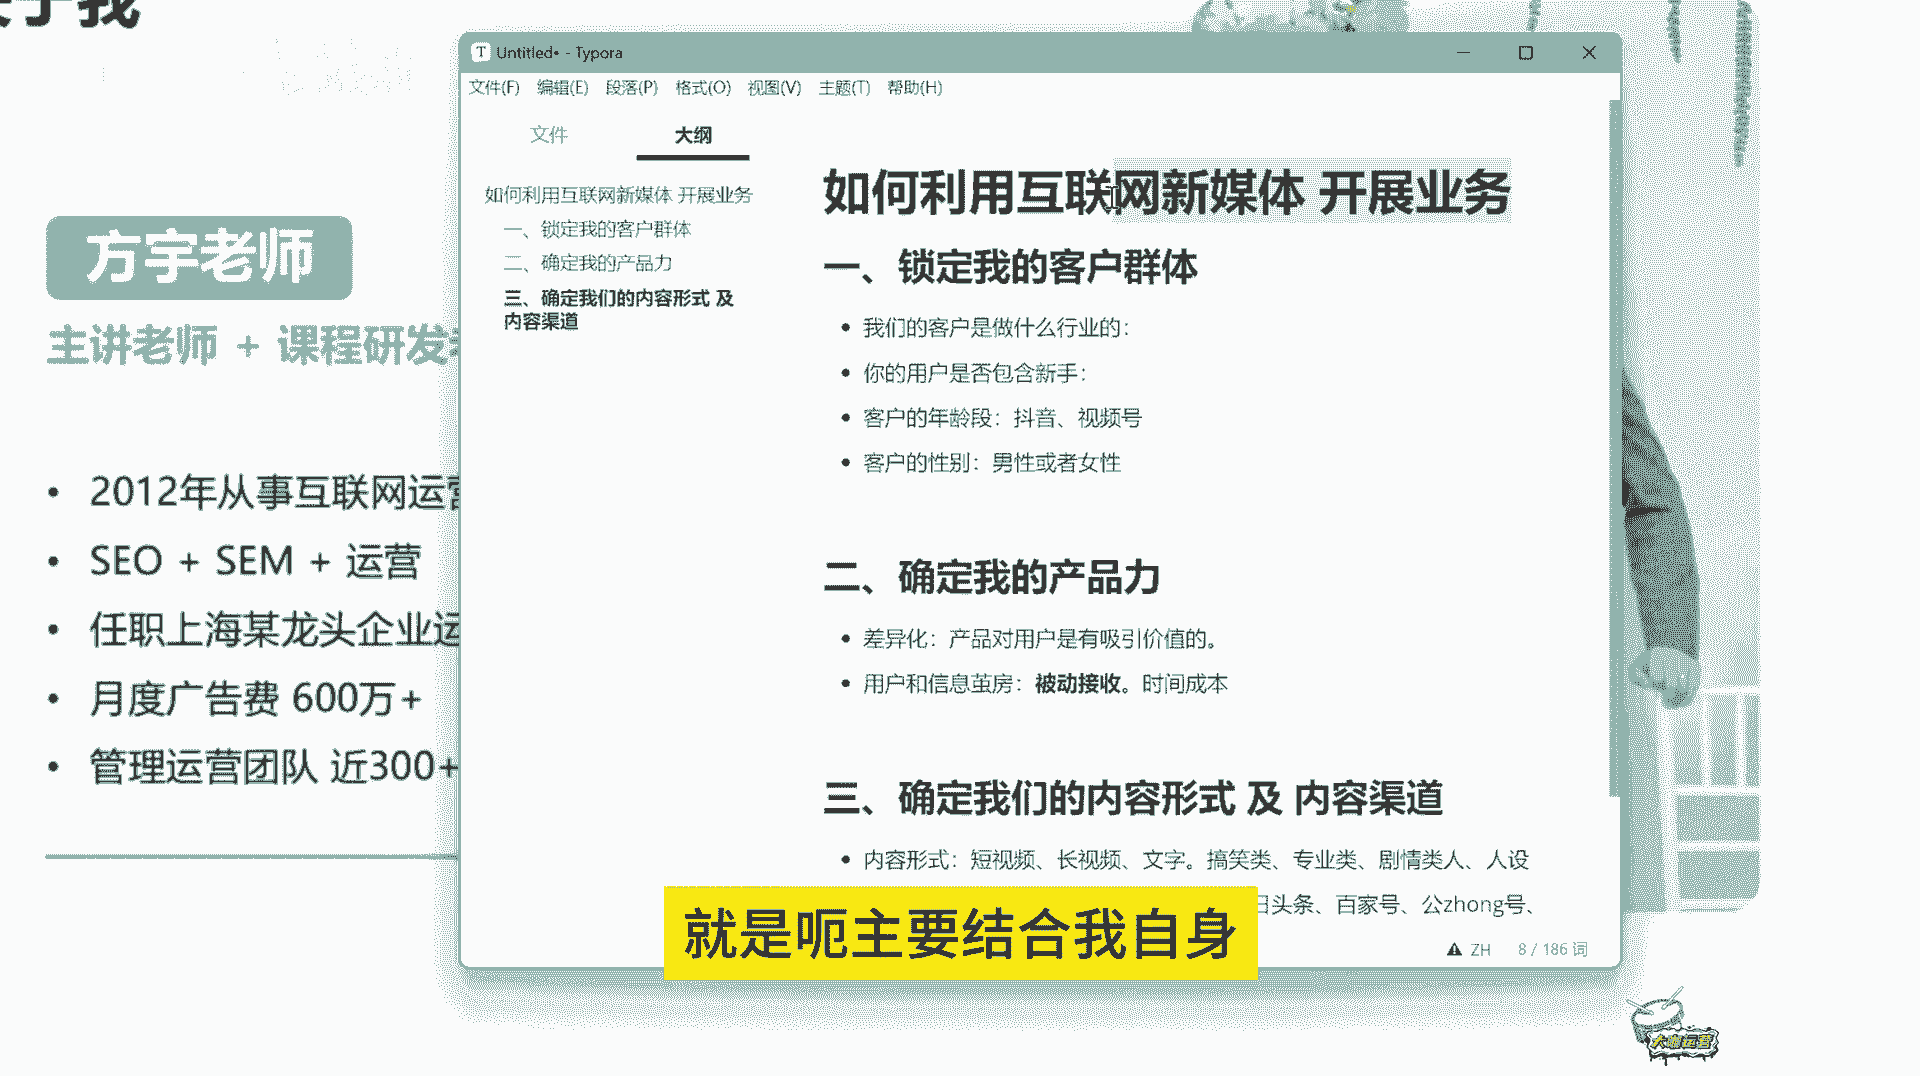 于我
方宇老师
主讲老师 + 课程研发
2012年从事互联网运营
SEO + SEM + 运营
任职上海某龙头企业运
月度广告费 600万+
管理运营团队 近300+
Untitled• - Typora
文件(F) 编辑(E) 段落(P) 格式(O) 视图(V) 主题(T) 帮助(H)
文件 大纲
如何利用互联网新媒体 开展业务
一、锁定我的客户群体
二、确定我的产品力
三、确定我们的内容形式 及
内容渠道
如何利用互联网新媒体 开展业务
一、锁定我的客户群体
我们的客户是做什么行业的：
你的用户是否包含新手：
客户的年龄段：抖音、视频号
客户的性别：男性或者女性
二、确定我的产品力
差异化：产品对用户是有吸引价值的。
用户和信息茧房：被动接收。时间成本
三、确定我们的内容形式 及 内容渠道
内容形式：短视频、长视频、文字。搞笑类、专业类、剧情类人、人设
日头条、百家号、公zhong号、
就是呃主要结合我自身
ZH 8 / 186 词
大咖运营